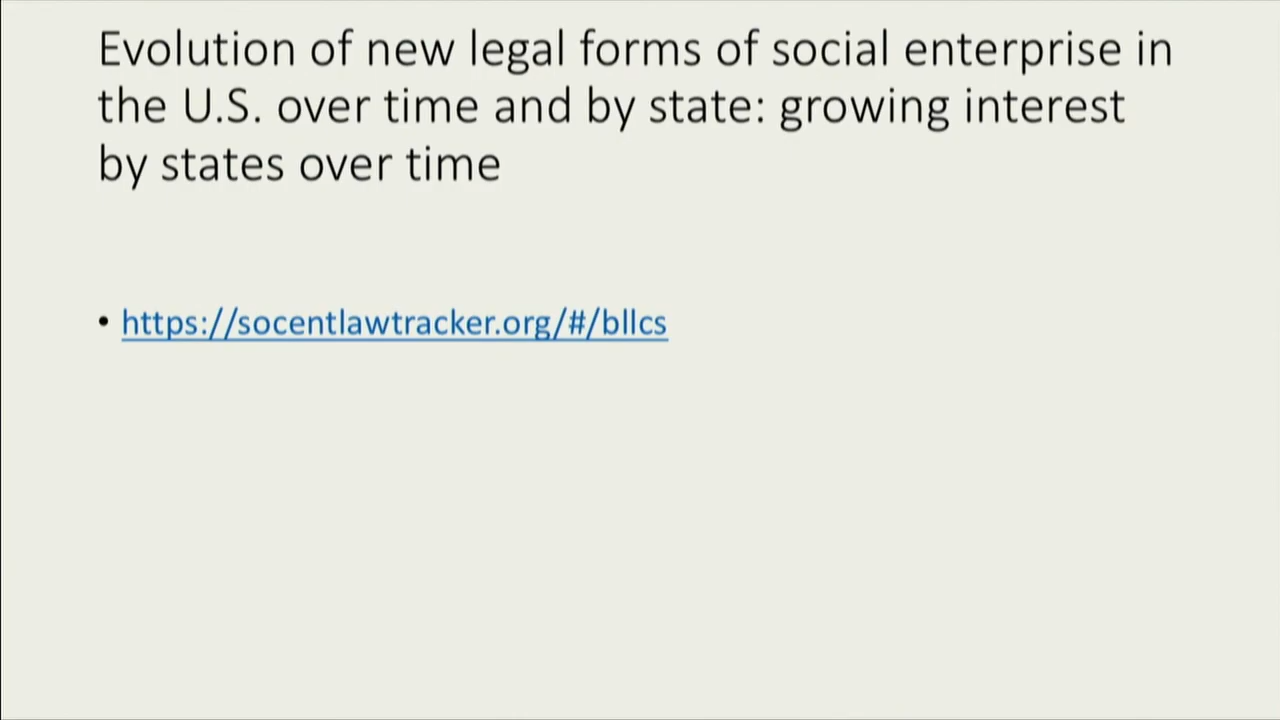 Evolution of new legal forms of social enterprise in
the U.S. over time and by state: growing interest
by states over time
• https://socentlawtracker.org/#/bllcs